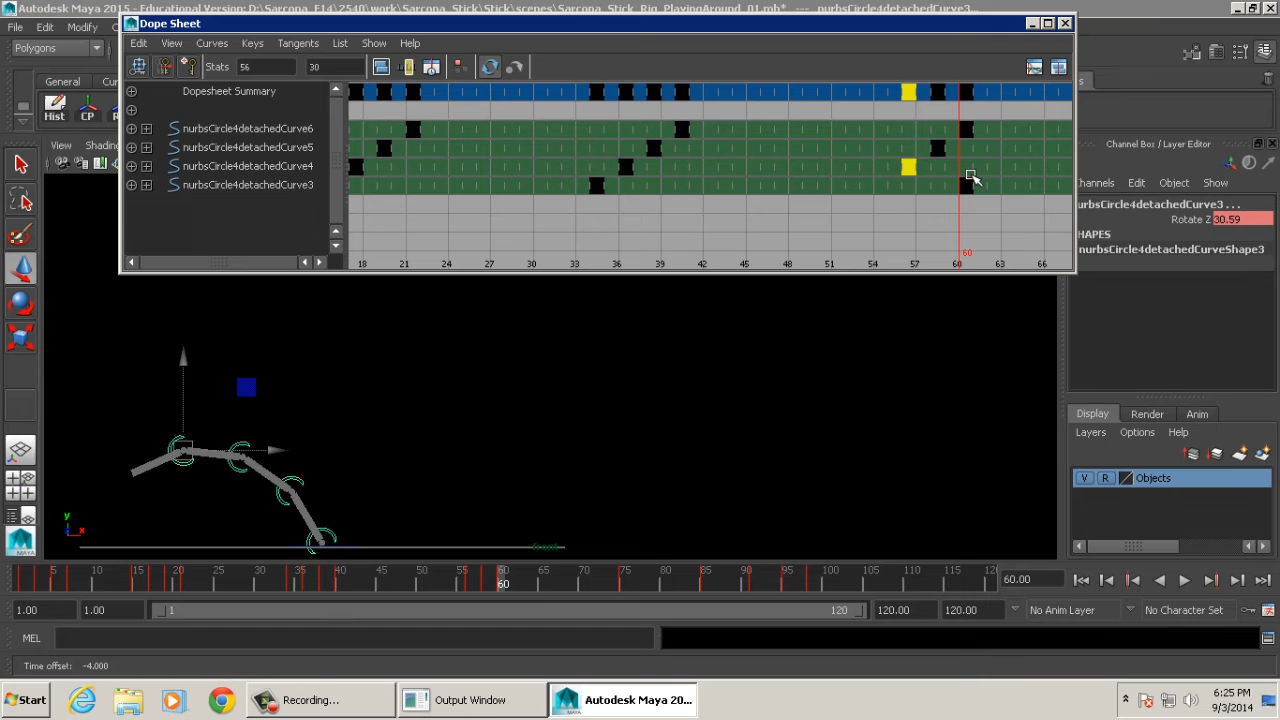 Autodesk Maya 2015 - Educational Version: \Sarcopa_F14\2540\work\Sarcopa_Stick\Stick\scenes\Sarcopa_Stick_Rig_PlayingAround_01.mb* --- nurbsCircle4detachedCurve3...
File Edit Modify
Dope Sheet
Polygons
Edit View Curves Keys Tangents List Show Help
Stats 56 30
General
Hist CP
View Shading
Dopesheet Summary
nurbsCircle4detachedCurve6
nurbsCircle4detachedCurve5
nurbsCircle4detachedCurve4
nurbsCircle4detachedCurve3
60
18 21 24 27 30 33 36 39 42 45 48 51 54 57 60 63 66
Channel Box / Layer Editor
Channels Edit Object Show
urbsCircle4detachedCurve3 . . .
Rotate Z 30.59
HAPES
nurbsCircle4detachedCurveShape3
Display Render Anim
Layers Options Help
V R Objects
y
x
front
5 10 15 20 25 30 35 40 45 50 55 60 65 70 75 80 85 90 95 100 105 110 115 12
60
60.00
1.00 1.00 1 120 120.00 120.00 No Anim Layer No Character Set
MEL
Time offset: -4.000
Start Recording... Output Window Autodesk Maya 20...
6:25 PM
9/3/2014